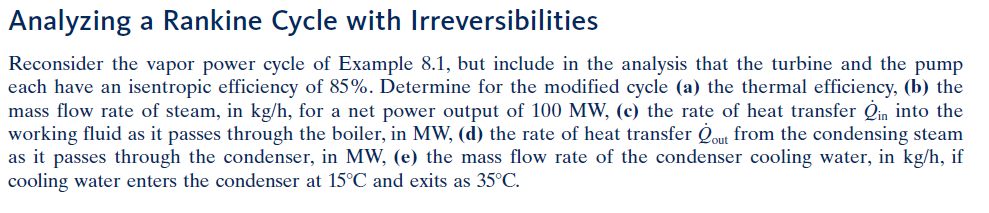 Analyzing a Rankine Cycle with Irreversibilities
Reconsider the vapor power cycle of Example 8.1, but include in the analysis that the turbine and the pump
each have an isentropic efficiency of 85%. Determine for the modified cycle (a) the thermal efficiency, (b) the
mass flow rate of steam, in kg/h, for a net power output of 100 MW, (c) the rate of heat transfer Q̇in into the
working fluid as it passes through the boiler, in MW, (d) the rate of heat transfer Q̇out from the condensing steam
as it passes through the condenser, in MW, (e) the mass flow rate of the condenser cooling water, in kg/h, if
cooling water enters the condenser at 15°C and exits as 35°C.